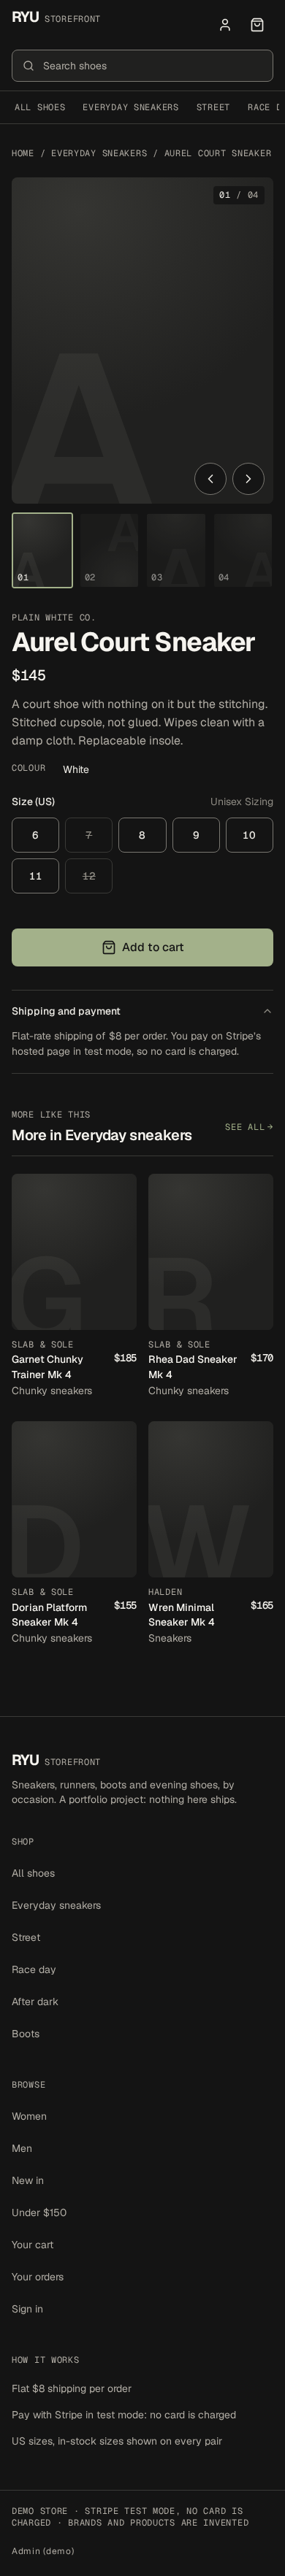 RYU STOREFRONT
Search shoes
ALL SHOES EVERYDAY SNEAKERS STREET RACE D
HOME / EVERYDAY SNEAKERS / AUREL COURT SNEAKER
01 / 04
A
01 02 03 04
PLAIN WHITE CO.
Aurel Court Sneaker
$145
A court shoe with nothing on it but the stitching.
Stitched cupsole, not glued. Wipes clean with a
damp cloth. Replaceable insole.
COLOUR White
Size (US) Unisex Sizing
6 7 8 9 10
11 12
Add to cart
Shipping and payment
Flat-rate shipping of $8 per order. You pay on Stripe's
hosted page in test mode, so no card is charged.
MORE LIKE THIS
More in Everyday sneakers SEE ALL →
G R
SLAB & SOLE
Garnet Chunky
Trainer Mk 4
$185
Chunky sneakers
SLAB & SOLE
Rhea Dad Sneaker
Mk 4
$170
Chunky sneakers
D W
SLAB & SOLE
Dorian Platform
Sneaker Mk 4
$155
Chunky sneakers
HALDEN
Wren Minimal
Sneaker Mk 4
$165
Sneakers
RYU STOREFRONT
Sneakers, runners, boots and evening shoes, by
occasion. A portfolio project: nothing here ships.
SHOP
All shoes
Everyday sneakers
Street
Race day
After dark
Boots
BROWSE
Women
Men
New in
Under $150
Your cart
Your orders
Sign in
HOW IT WORKS
Flat $8 shipping per order
Pay with Stripe in test mode: no card is charged
US sizes, in-stock sizes shown on every pair
DEMO STORE · STRIPE TEST MODE, NO CARD IS
CHARGED · BRANDS AND PRODUCTS ARE INVENTED
Admin (demo)